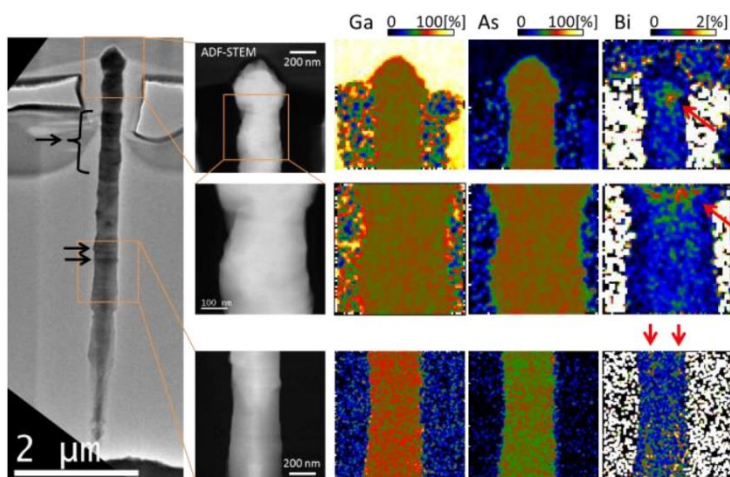 Ga
0 100[%]
As
0 100[%]
Bi
0 2[%]
ADF-STEM
200 nm
100 nm
200 nm
2 μm